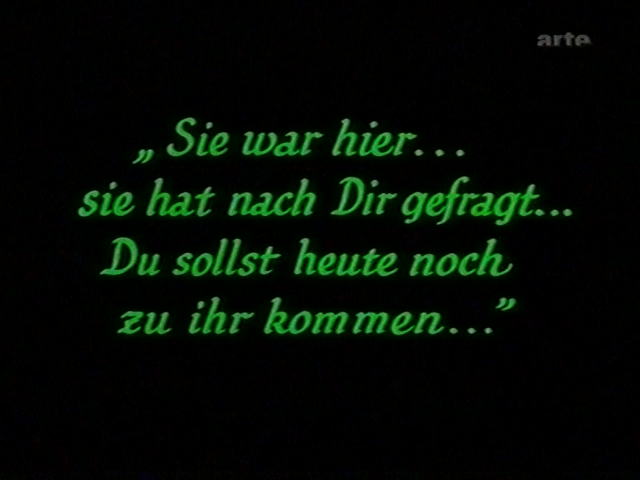 arte
„Sie war hier...
sie hat nach Dir gefragt...
Du sollst heute noch
zu ihr kommen...”